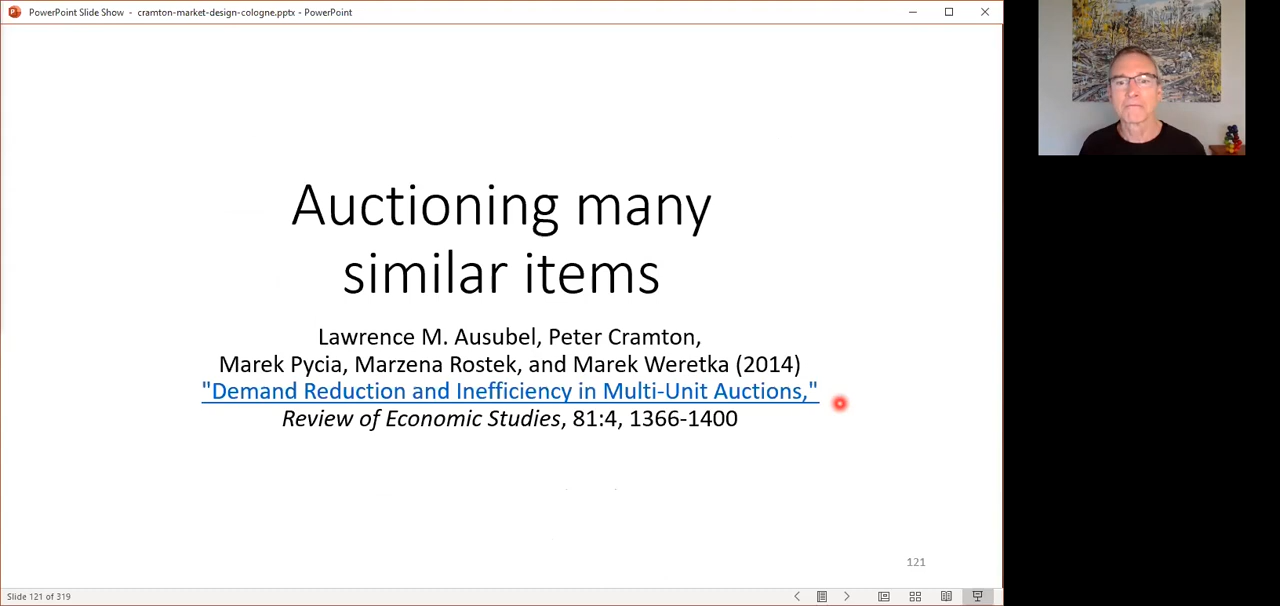 PowerPoint Slide Show - cramton-market-design-cologne.pptx - PowerPoint
Auctioning many
similar items
Lawrence M. Ausubel, Peter Cramton,
Marek Pycia, Marzena Rostek, and Marek Weretka (2014)
"Demand Reduction and Inefficiency in Multi-Unit Auctions,"
Review of Economic Studies, 81:4, 1366-1400
121
Slide 121 of 319